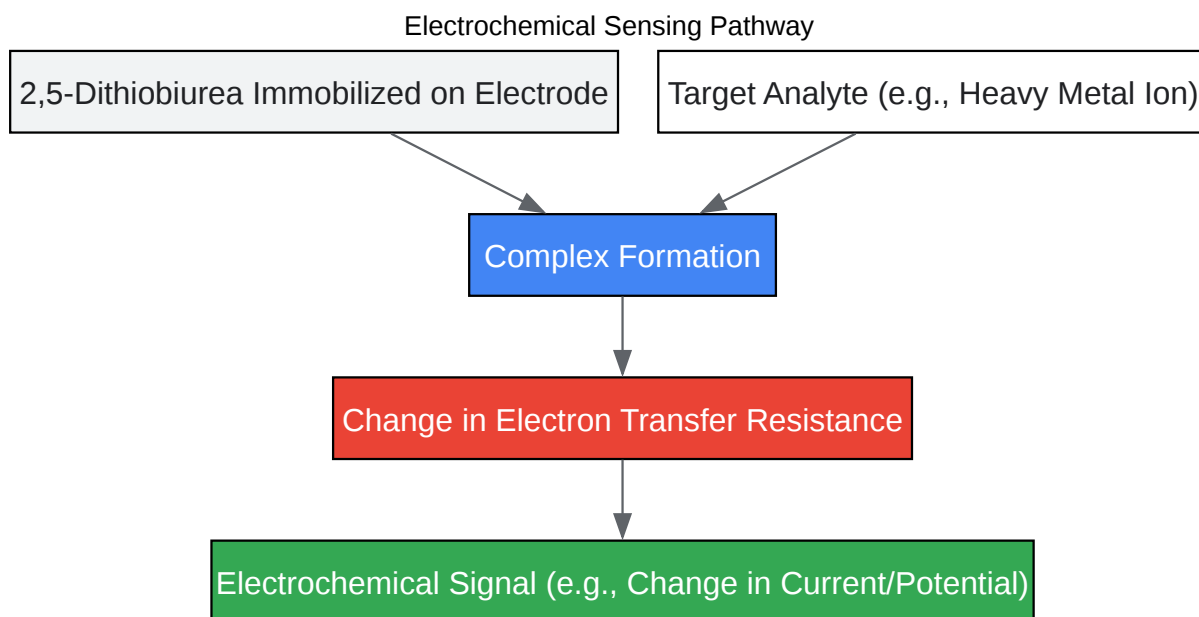 Electrochemical Sensing Pathway
2,5-Dithiobiurea Immobilized on Electrode
Target Analyte (e.g., Heavy Metal Ion)
Complex Formation
Change in Electron Transfer Resistance
Electrochemical Signal (e.g., Change in Current/Potential)